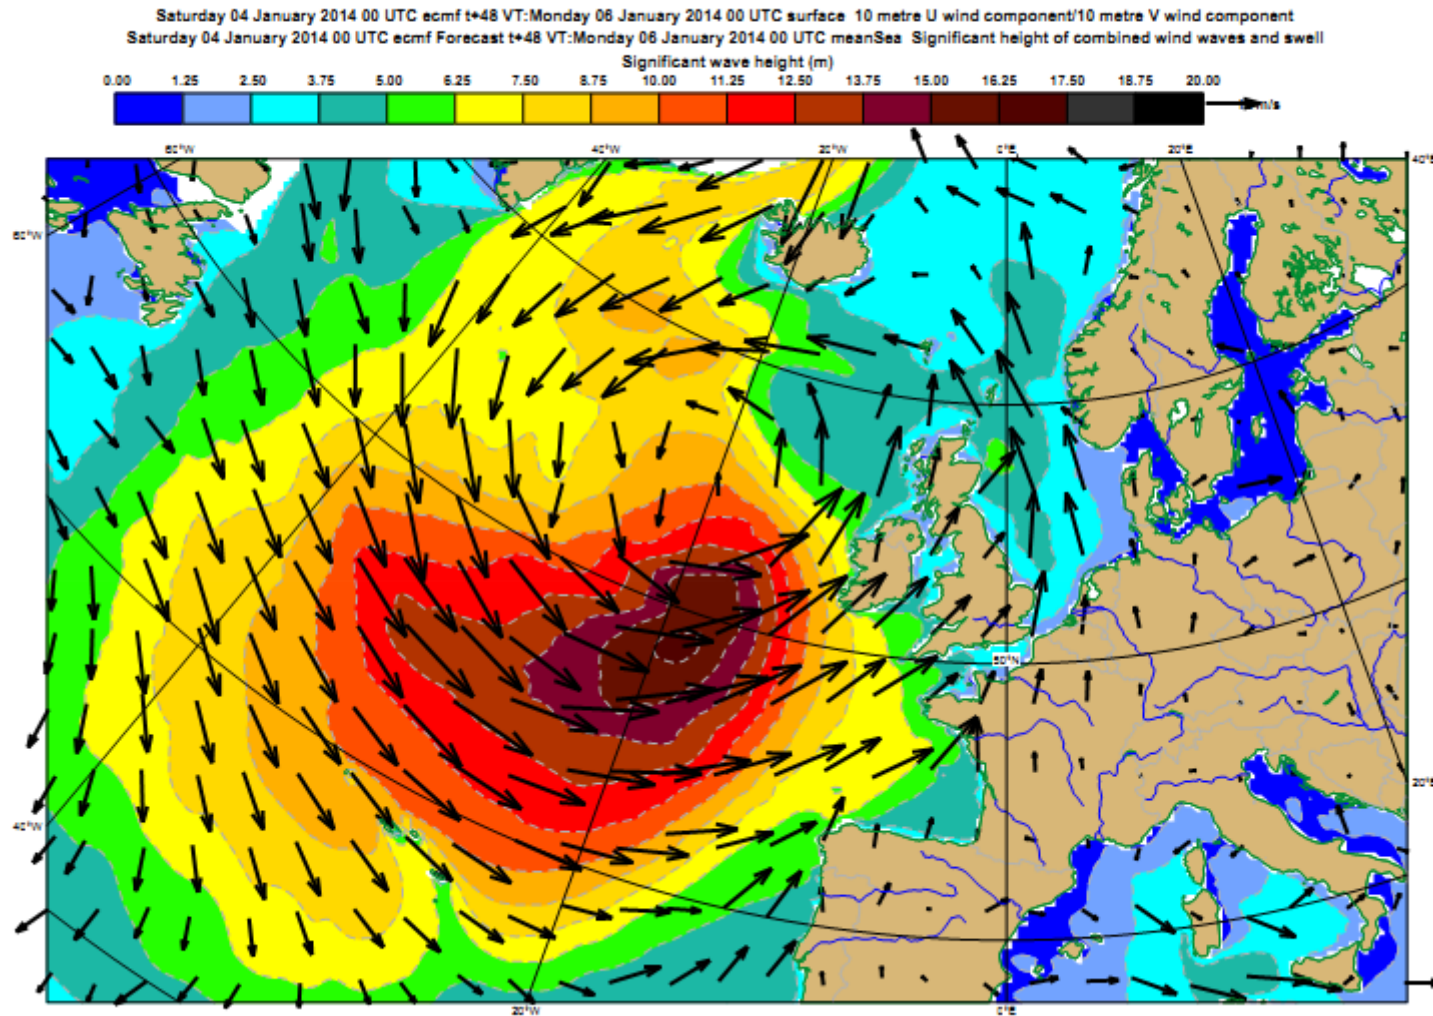 Saturday 04 January 2014 00 UTC ecmf t+48 VT:Monday 06 January 2014 00 UTC surface 10 metre U wind component/10 metre V wind component
Saturday 04 January 2014 00 UTC ecmf Forecast t+48 VT:Monday 06 January 2014 00 UTC meanSea Significant height of combined wind waves and swell
Significant wave height (m)
0.00 1.25 2.50 3.75 5.00 6.25 7.50 8.75 10.00 11.25 12.50 13.75 15.00 16.25 17.50 18.75 20.00
m/s
60°W 40°W 20°W 0°E 20°E 40°E
60°W
50°N
20°E
40°W
20°W 0°E